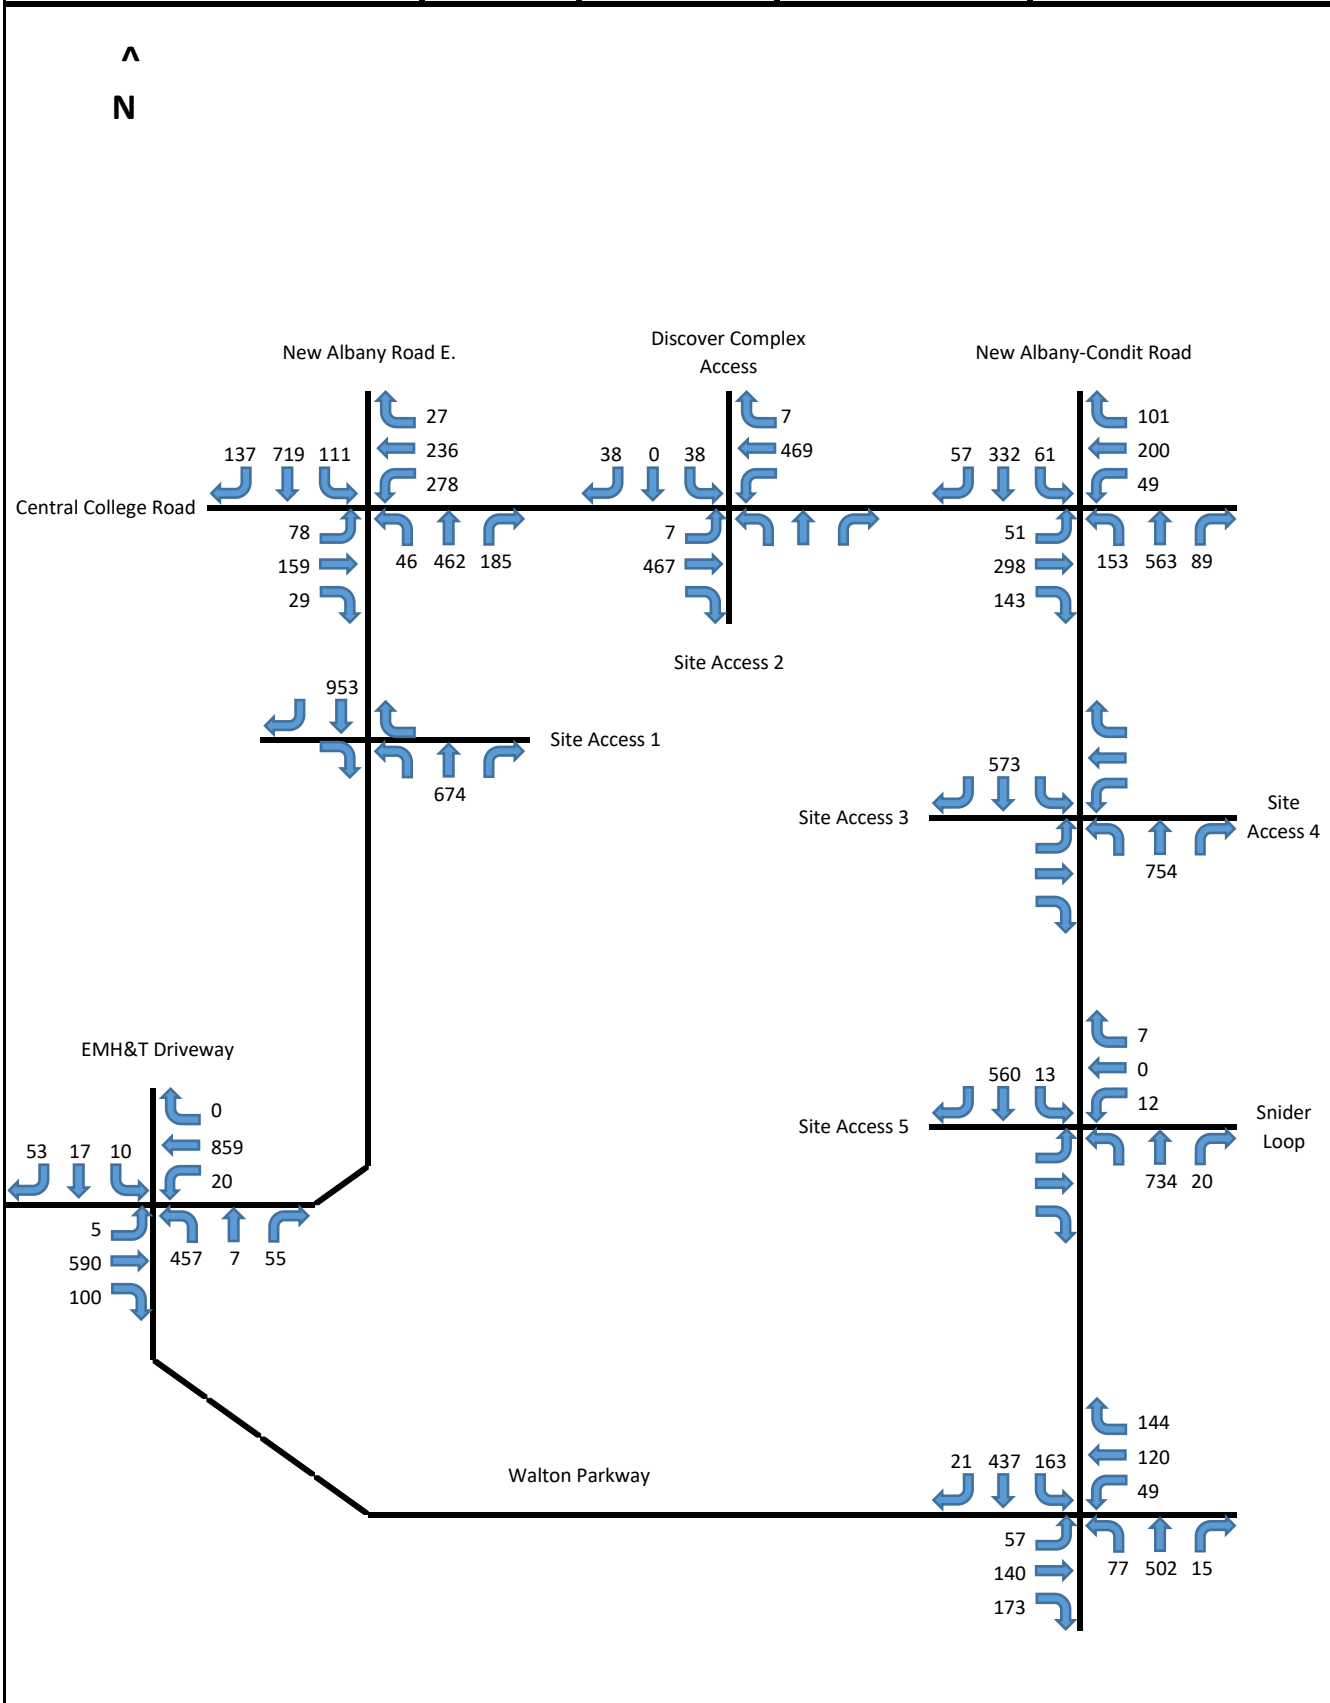 ^
N
Discover Complex
New Albany Road E.
Access
New Albany-Condit Road
27
7
101
236
469
200
137 719 111
38 0 38
57 332 61
278
49
Central College Road
78
7
51
46 462 185
153 563 89
159
467
298
29
143
Site Access 2
953
Site Access 1
573
674
Site
Site Access 3
Access 4
754
7
EMH&T Driveway
0
560 13
12
0
Site Access 5
Snider
Loop
859
53 17 10
20
734 20
5
457 7 55
590
100
144
120
21 437 163
Walton Parkway
49
57
77 502 15
140
173